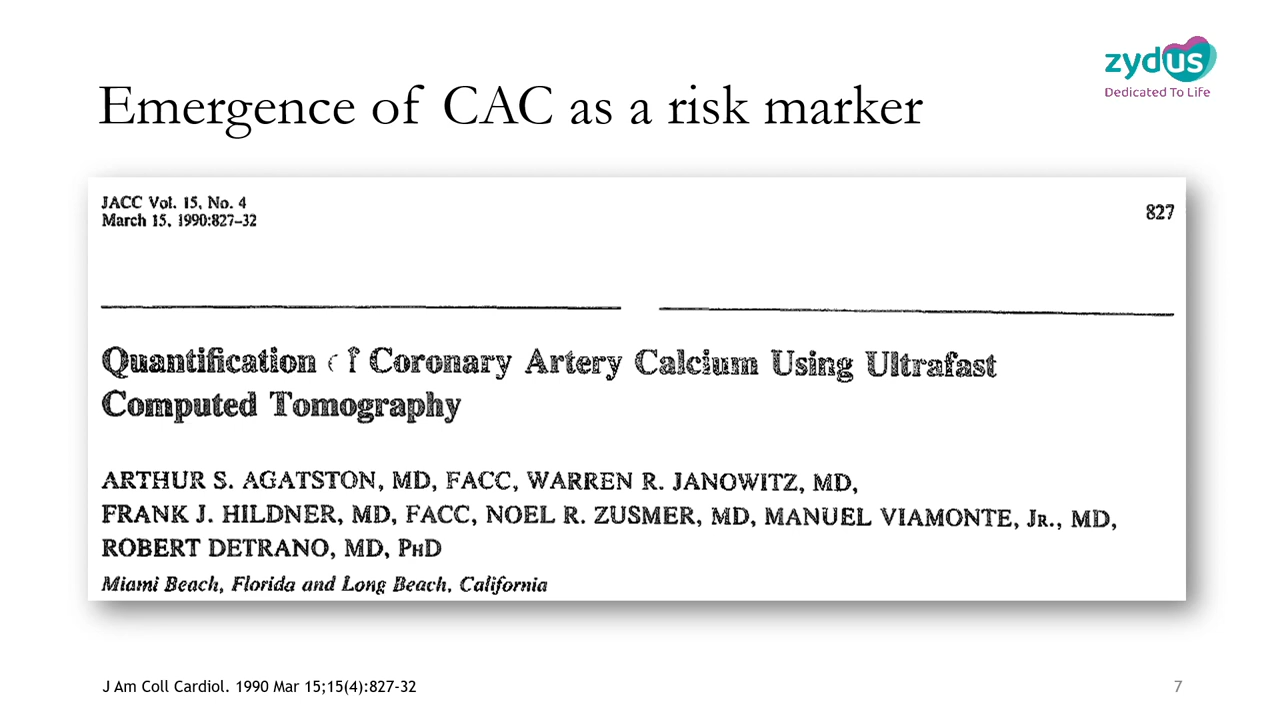 zydus
Dedicated To Life
Emergence of CAC as a risk marker
JACC Vol. 15, No. 4
March 15, 1990:827–32
827
Quantification of Coronary Artery Calcium Using Ultrafast
Computed Tomography
ARTHUR S. AGATSTON, MD, FACC, WARREN R. JANOWITZ, MD,
FRANK J. HILDNER, MD, FACC, NOEL R. ZUSMER, MD, MANUEL VIAMONTE, JR., MD,
ROBERT DETRANO, MD, PHD
Miami Beach, Florida and Long Beach, California
J Am Coll Cardiol. 1990 Mar 15;15(4):827-32
7